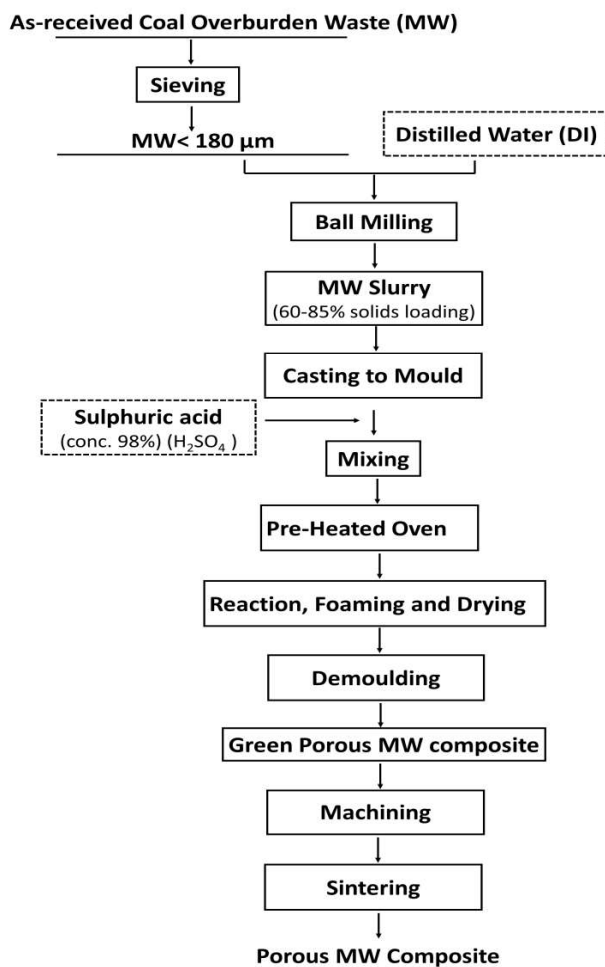 As-received Coal Overburden Waste (MW)
Sieving
MW< 180 µm
Distilled Water (DI)
Ball Milling
MW Slurry
(60-85% solids loading)
Casting to Mould
Sulphuric acid
(conc. 98%) (H₂SO₄ )
Mixing
Pre-Heated Oven
Reaction, Foaming and Drying
Demoulding
Green Porous MW composite
Machining
Sintering
Porous MW Composite